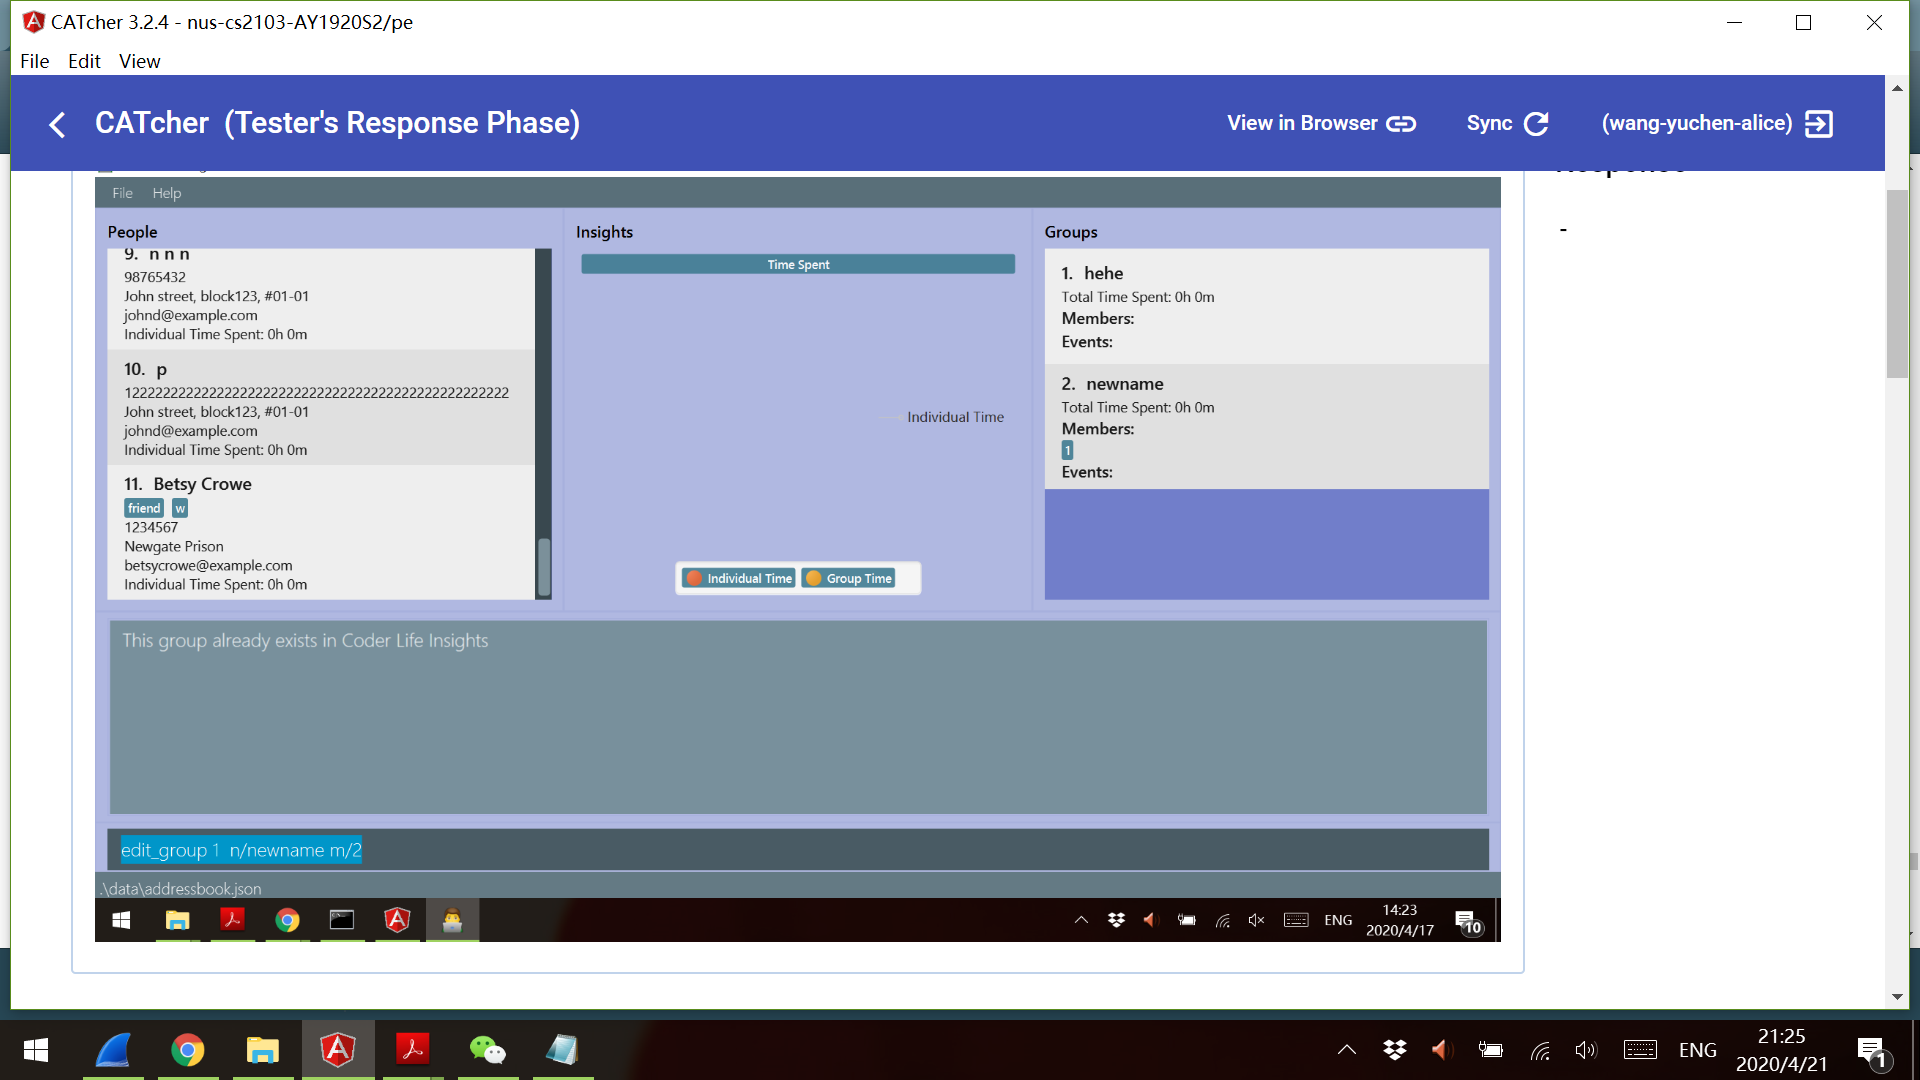 CATcher 3.2.4 - nus-cs2103-AY1920S2/pe
File Edit View
CATcher (Tester's Response Phase)
View in Browser
Sync
(wang-yuchen-alice)
File Help
-
People
9. n n n
98765432
John street, block123, #01-01
johnd@example.com
Individual Time Spent: 0h 0m
10. p
John street, block123, #01-01
johnd@example.com
Individual Time Spent: 0h 0m
11. Betsy Crowe
friend w
1234567
Newgate Prison
betsycrowe@example.com
Individual Time Spent: 0h 0m
Insights
Time Spent
Individual Time
Individual Time Group Time
Groups
1. hehe
Total Time Spent: 0h 0m
Members:
Events:
2. newname
Total Time Spent: 0h 0m
Members:
1
Events:
This group already exists in Coder Life Insights
edit_group 1 n/newname m/2
.\data\addressbook.json
ENG
14:23
2020/4/17
10
ENG
21:25
2020/4/21
1